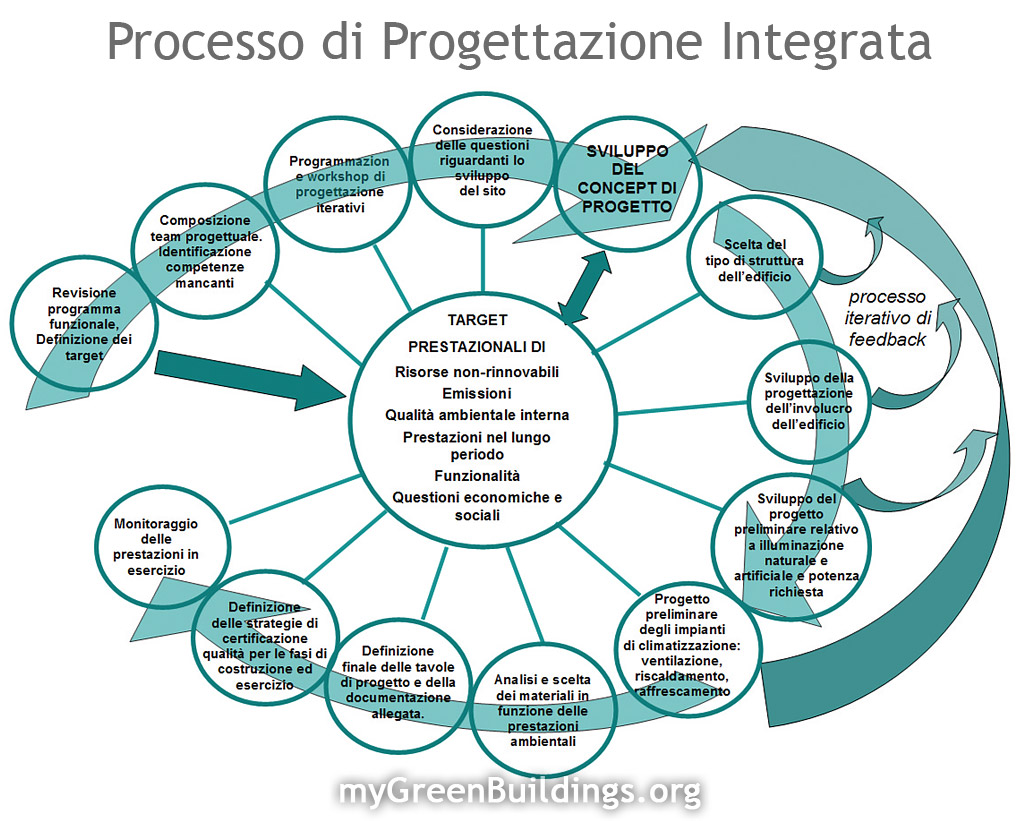 Processo di Progettazione Integrata
Revisione
programma
funzionale,
Definizione dei
target
Composizione
team progettuale.
Identificazione
competenze
mancanti
Programmazion
e workshop di
progettazione
iterativi
Considerazione
delle questioni
riguardanti lo
sviluppo
del sito
SVILUPPO
DEL
CONCEPT DI
PROGETTO
Scelta del
tipo di struttura
dell'edificio
processo
iterativo di
feedback
Sviluppo della
progettazione
dell'involucro
dell'edificio
Sviluppo del
progetto
preliminare relativo
a illuminazione
naturale e
artificiale e potenza
richiesta
Progetto
preliminare
degli impianti
di climatizzazione:
ventilazione,
riscaldamento,
raffrescamento
Analisi e scelta
dei materiali in
funzione delle
prestazioni
ambientali
Definizione
finale delle tavole
di progetto e della
documentazione
allegata.
Definizione
delle strategie di
certificazione
qualità per le fasi di
costruzione ed
esercizio
Monitoraggio
delle
prestazioni in
esercizio
TARGET
PRESTAZIONALI DI
Risorse non-rinnovabili
Emissioni
Qualità ambientale interna
Prestazioni nel lungo
periodo
Funzionalità
Questioni economiche e
sociali
myGreenBuildings.org